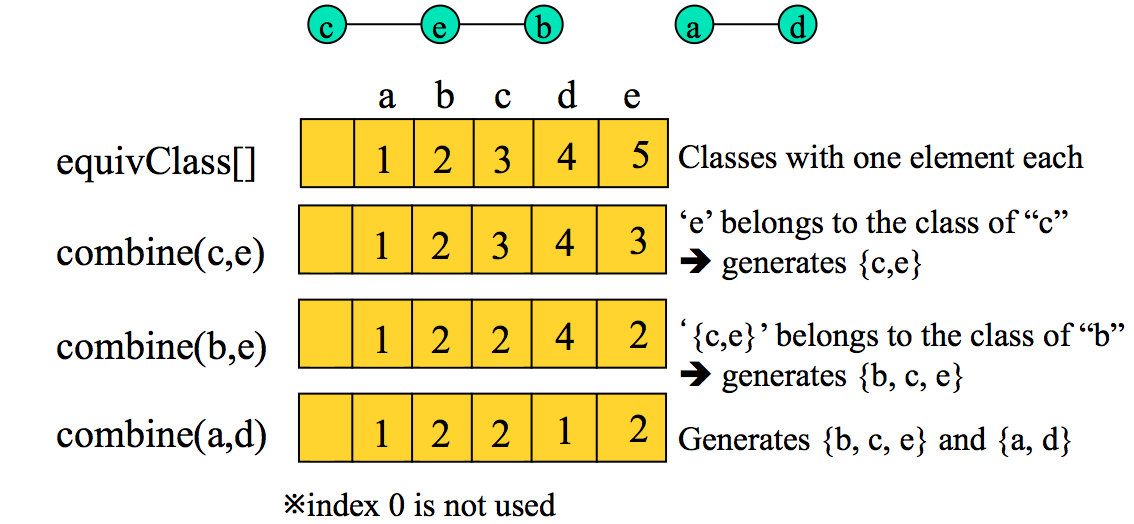 c e b a d
a b c d e
equivClass[] 1 2 3 4 5 Classes with one element each
combine(c,e) 1 2 3 4 3 ‘e’ belongs to the class of “c”
➔ generates {c,e}
combine(b,e) 1 2 2 4 2 ‘{c,e}’ belongs to the class of “b”
➔ generates {b, c, e}
combine(a,d) 1 2 2 1 2 Generates {b, c, e} and {a, d}
※index 0 is not used